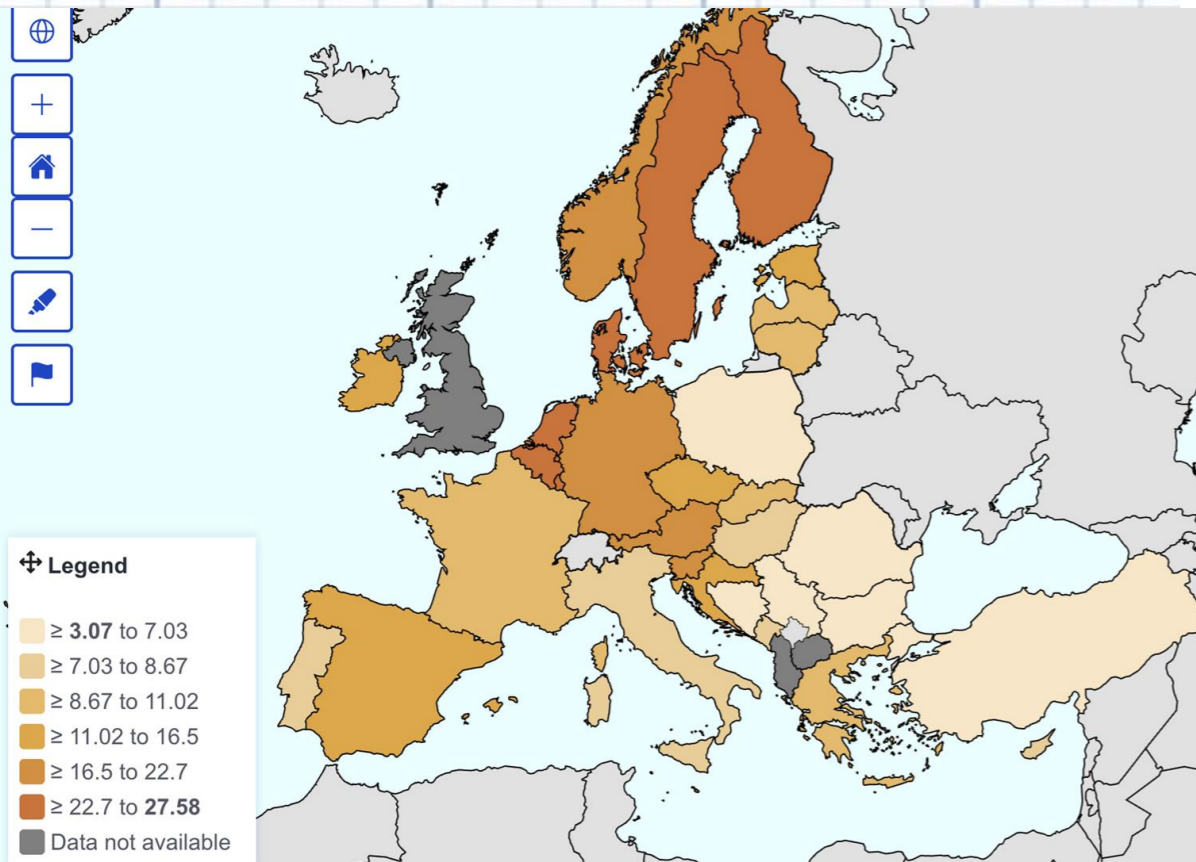 Legend
≥ 3.07 to 7.03
≥ 7.03 to 8.67
≥ 8.67 to 11.02
≥ 11.02 to 16.5
≥ 16.5 to 22.7
≥ 22.7 to 27.58
Data not available